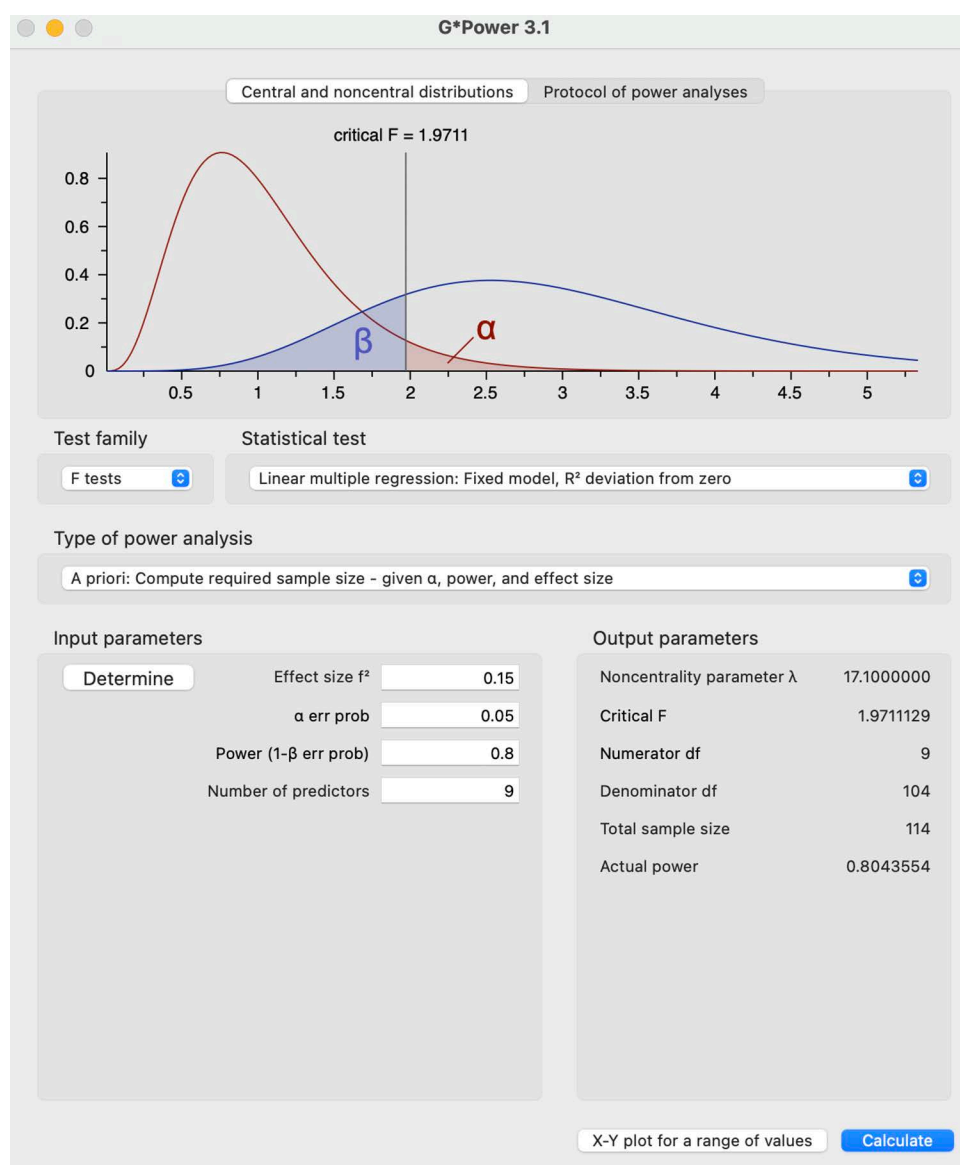 G*Power 3.1
Central and noncentral distributions Protocol of power analyses
critical F = 1.9711
0.8
0.6
0.4
0.2
0
β
α
0.5 1 1.5 2 2.5 3 3.5 4 4.5 5
Test family Statistical test
F tests Linear multiple regression: Fixed model, R² deviation from zero
Type of power analysis
A priori: Compute required sample size - given α, power, and effect size
Input parameters
Determine
Effect size f² 0.15
α err prob 0.05
Power (1-β err prob) 0.8
Number of predictors 9
Output parameters
Noncentrality parameter λ 17.1000000
Critical F 1.9711129
Numerator df 9
Denominator df 104
Total sample size 114
Actual power 0.8043554
X-Y plot for a range of values Calculate